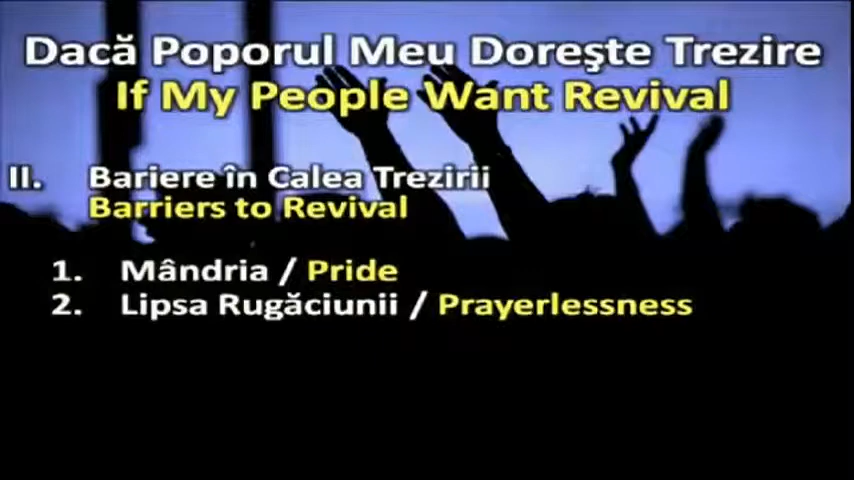 Dacă Poporul Meu Doreşte Trezire
If My People Want Revival
II. Bariere în Calea Trezirii
Barriers to Revival
1. Mândria / Pride
2. Lipsa Rugăciunii / Prayerlessness